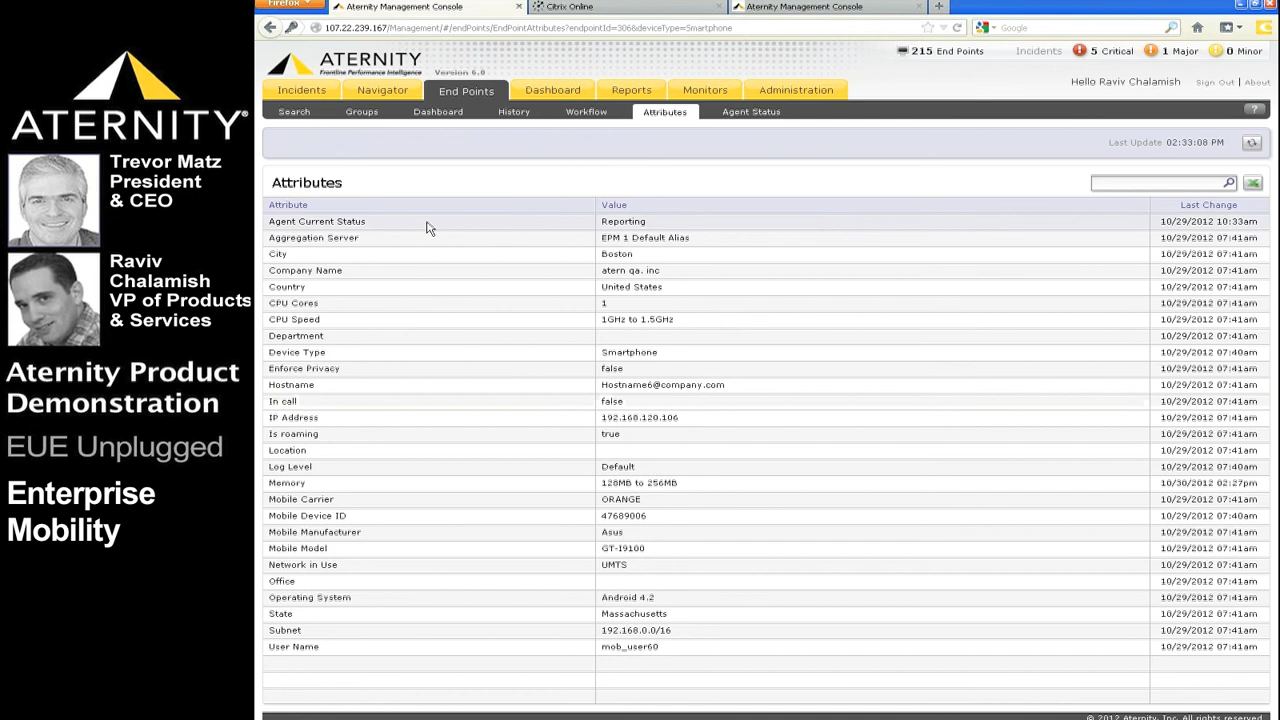 ATERNITY®
Trevor Matz
President
& CEO
Raviv
Chalamish
VP of Products
& Services
Aternity Product
Demonstration
EUE Unplugged
Enterprise
Mobility
Firefox
Aternity Management Console
Citrix Online
Aternity Management Console
107.22.239.167/Management/#/endPoints/EndPointAttributes?endpointId=306&deviceType=Smartphone
Google
ATERNITY
Frontline Performance Intelligence
Version 6.0
215 End Points Incidents 5 Critical 1 Major 0 Minor
Hello Raviv Chalamish Sign Out | About
Incidents Navigator End Points Dashboard Reports Monitors Administration
Search Groups Dashboard History Workflow Attributes Agent Status ?
Last Update 02:33:08 PM
Attributes
Attribute Value Last Change
Agent Current Status Reporting 10/29/2012 10:33am
Aggregation Server EPM 1 Default Alias 10/29/2012 07:41am
City Boston 10/29/2012 07:41am
Company Name atern qa. inc 10/29/2012 07:41am
Country United States 10/29/2012 07:41am
CPU Cores 1 10/29/2012 07:41am
CPU Speed 1GHz to 1.5GHz 10/29/2012 07:41am
Department 10/29/2012 07:41am
Device Type Smartphone 10/29/2012 07:40am
Enforce Privacy false 10/29/2012 07:41am
Hostname Hostname6@company.com 10/29/2012 07:41am
In call false 10/29/2012 07:41am
IP Address 192.168.120.106 10/29/2012 07:41am
Is roaming true 10/29/2012 07:41am
Location 10/29/2012 07:41am
Log Level Default 10/29/2012 07:40am
Memory 128MB to 256MB 10/30/2012 02:27pm
Mobile Carrier ORANGE 10/29/2012 07:41am
Mobile Device ID 47689006 10/29/2012 07:40am
Mobile Manufacturer Asus 10/29/2012 07:41am
Mobile Model GT-I9100 10/29/2012 07:41am
Network in Use UMTS 10/29/2012 07:41am
Office 10/29/2012 07:41am
Operating System Android 4.2 10/29/2012 07:41am
State Massachusetts 10/29/2012 07:41am
Subnet 192.168.0.0/16 10/29/2012 07:41am
User Name mob_user60 10/29/2012 07:41am
© 2012 Aternity, Inc. All rights reserved.